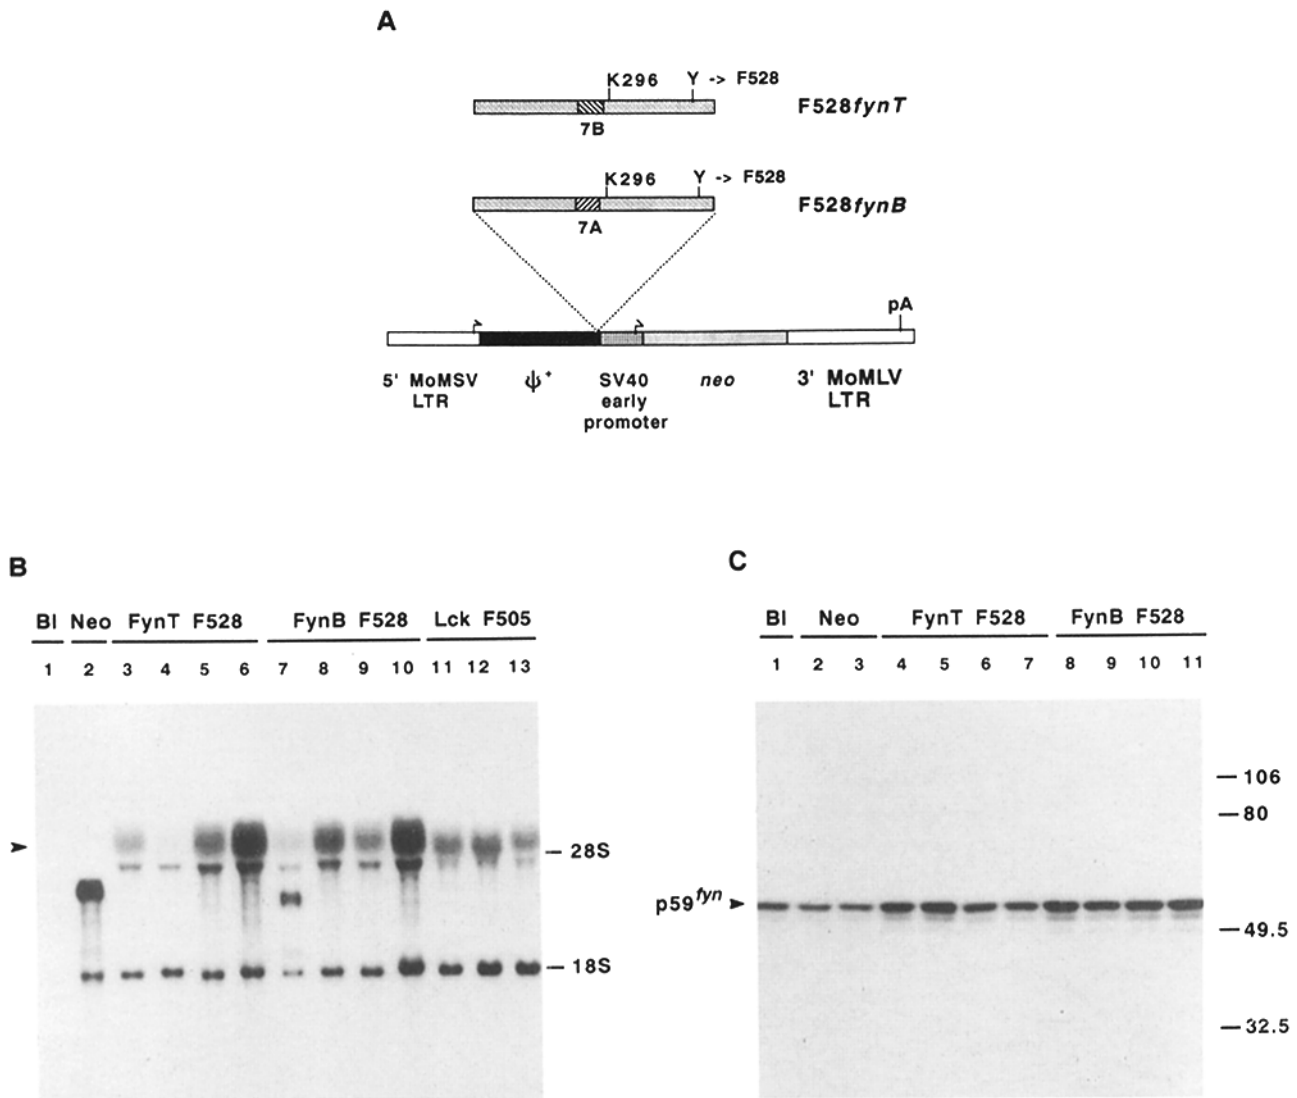 A
K296 Y -> F528
F528fynT
7B
K296 Y -> F528
F528fynB
7A
pA
5' MoMSV LTR
ψ+
SV40 early promoter
neo
3' MoMLV LTR
B
Bl Neo FynT F528 FynB F528 Lck F505
1 2 3 4 5 6 7 8 9 10 11 12 13
28S
18S
C
Bl Neo FynT F528 FynB F528
1 2 3 4 5 6 7 8 9 10 11
106
80
p59fyn
49.5
32.5